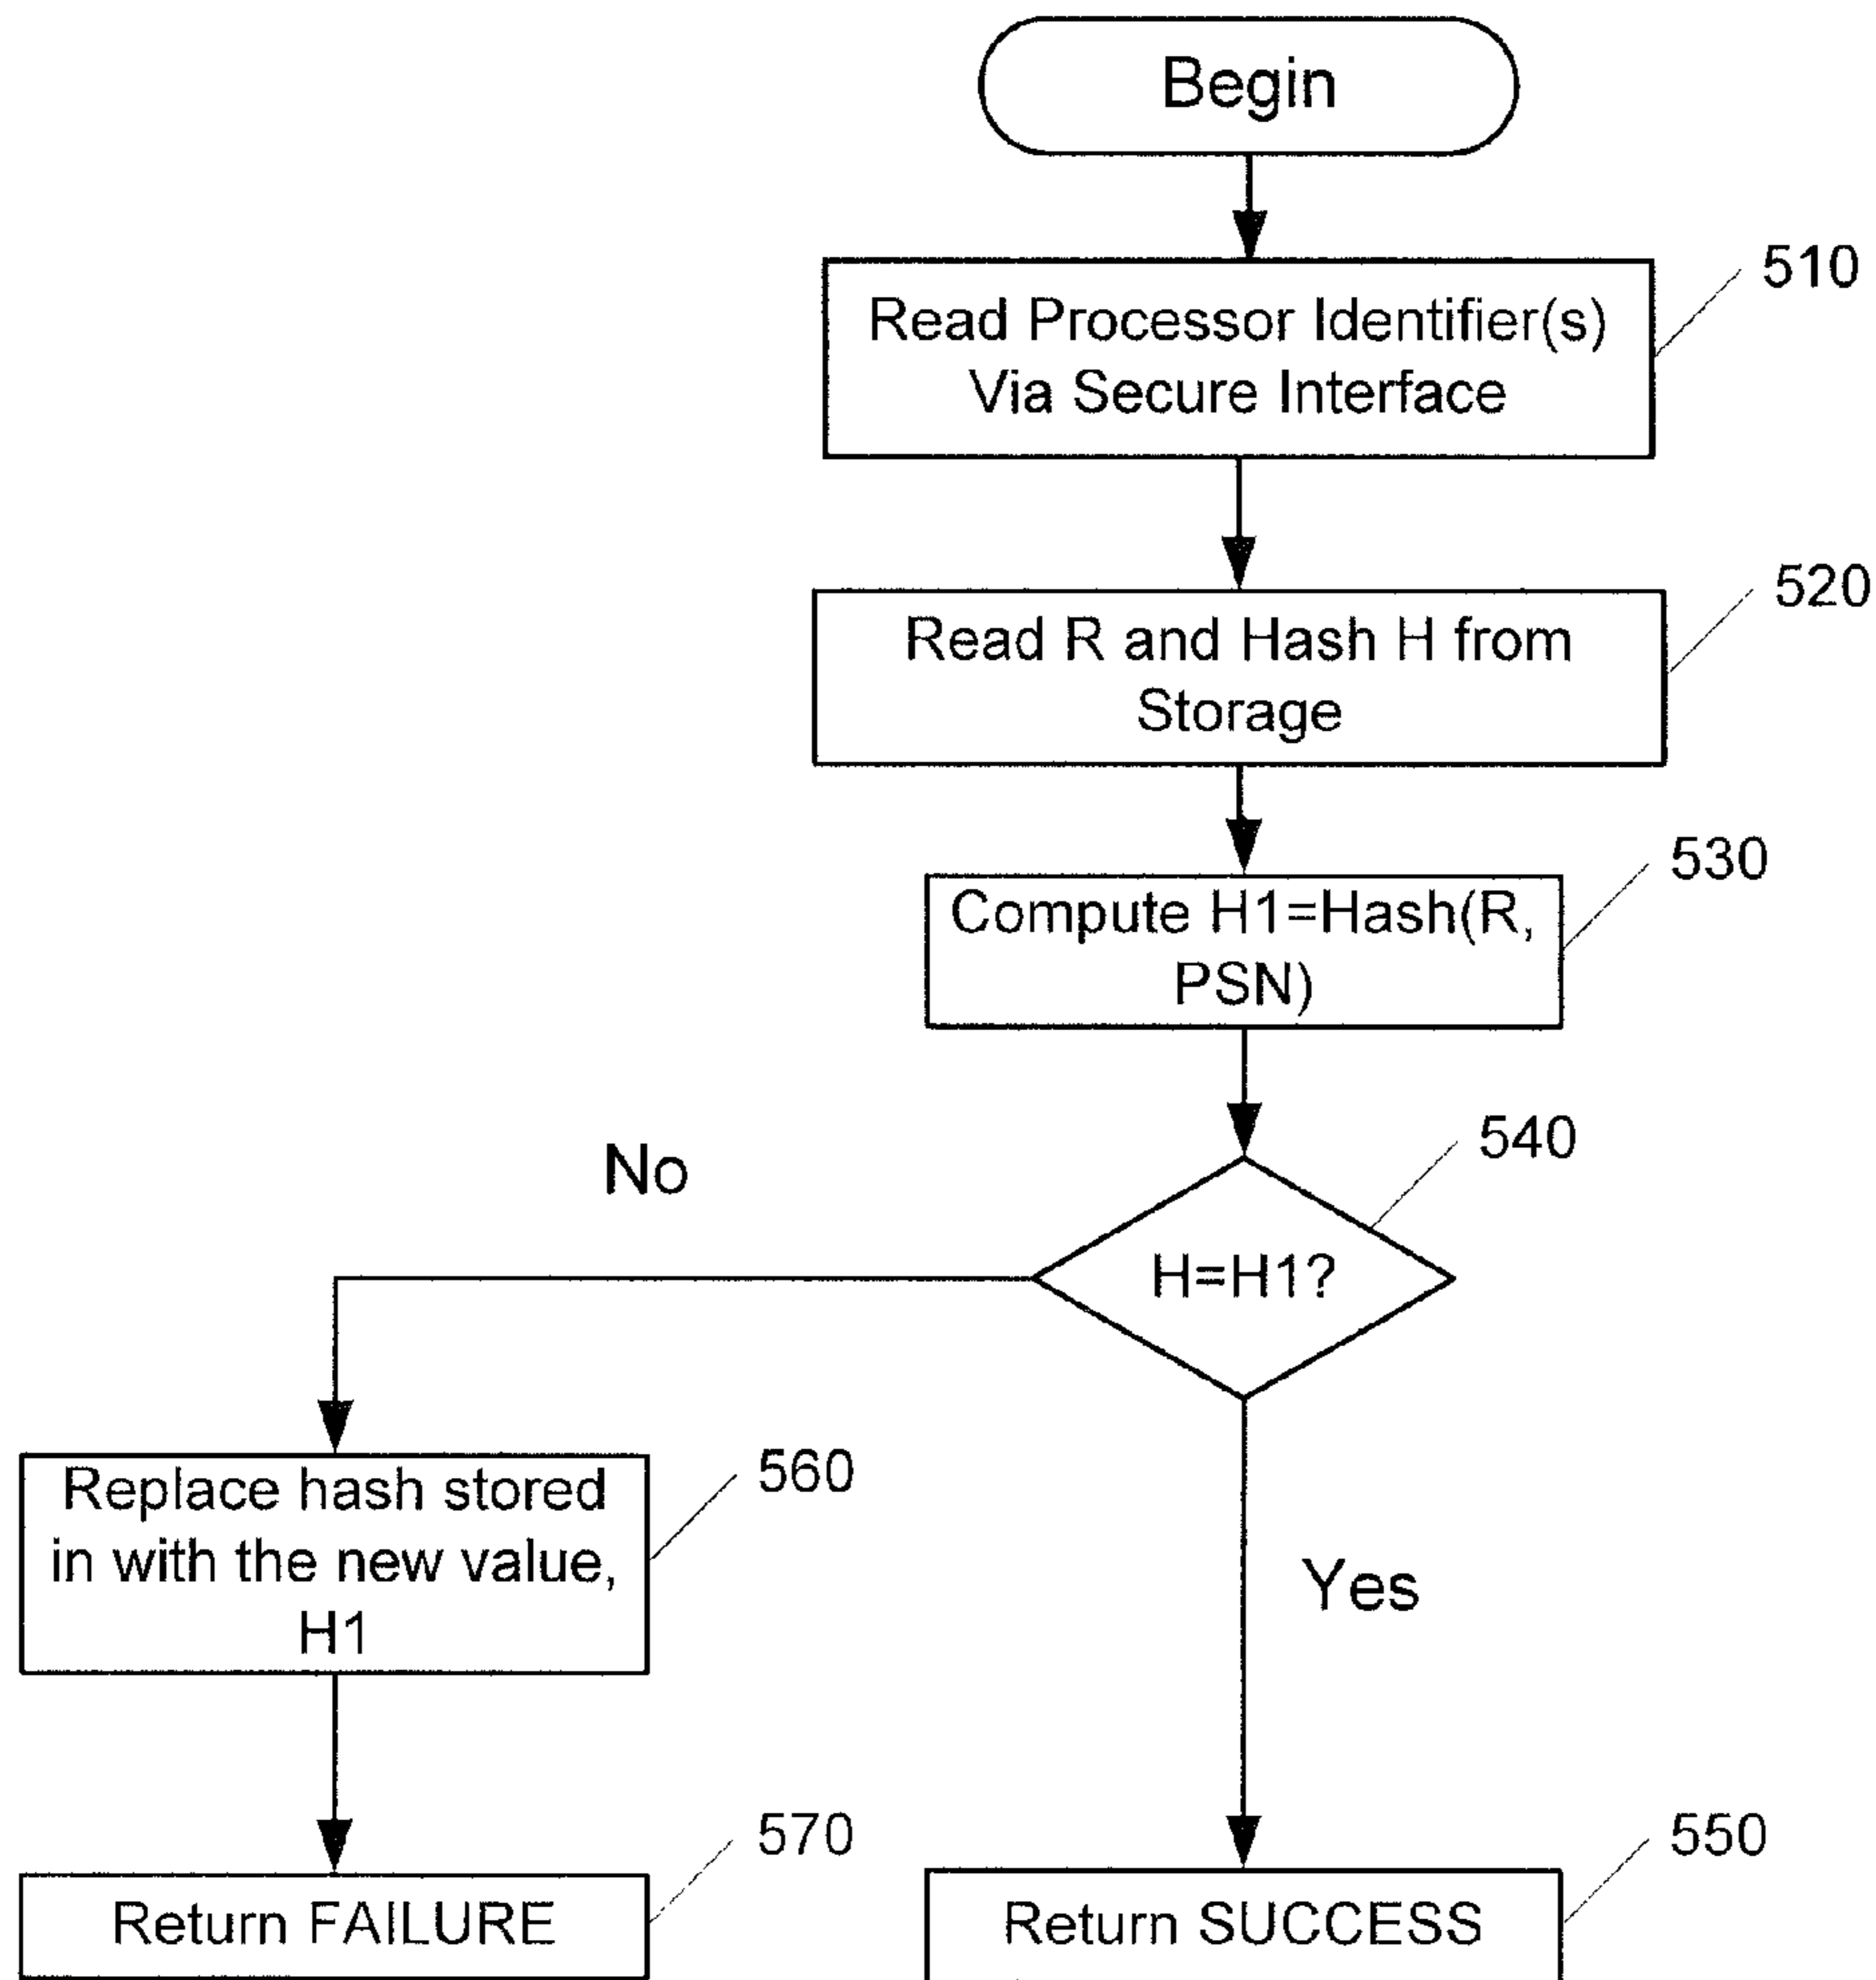 Begin
510
Read Processor Identifier(s)
Via Secure Interface
520
Read R and Hash H from
Storage
530
Compute H1=Hash(R,
PSN)
540
No
H=H1?
560
Replace hash stored
in with the new value,
H1
Yes
570
550
Return FAILURE
Return SUCCESS